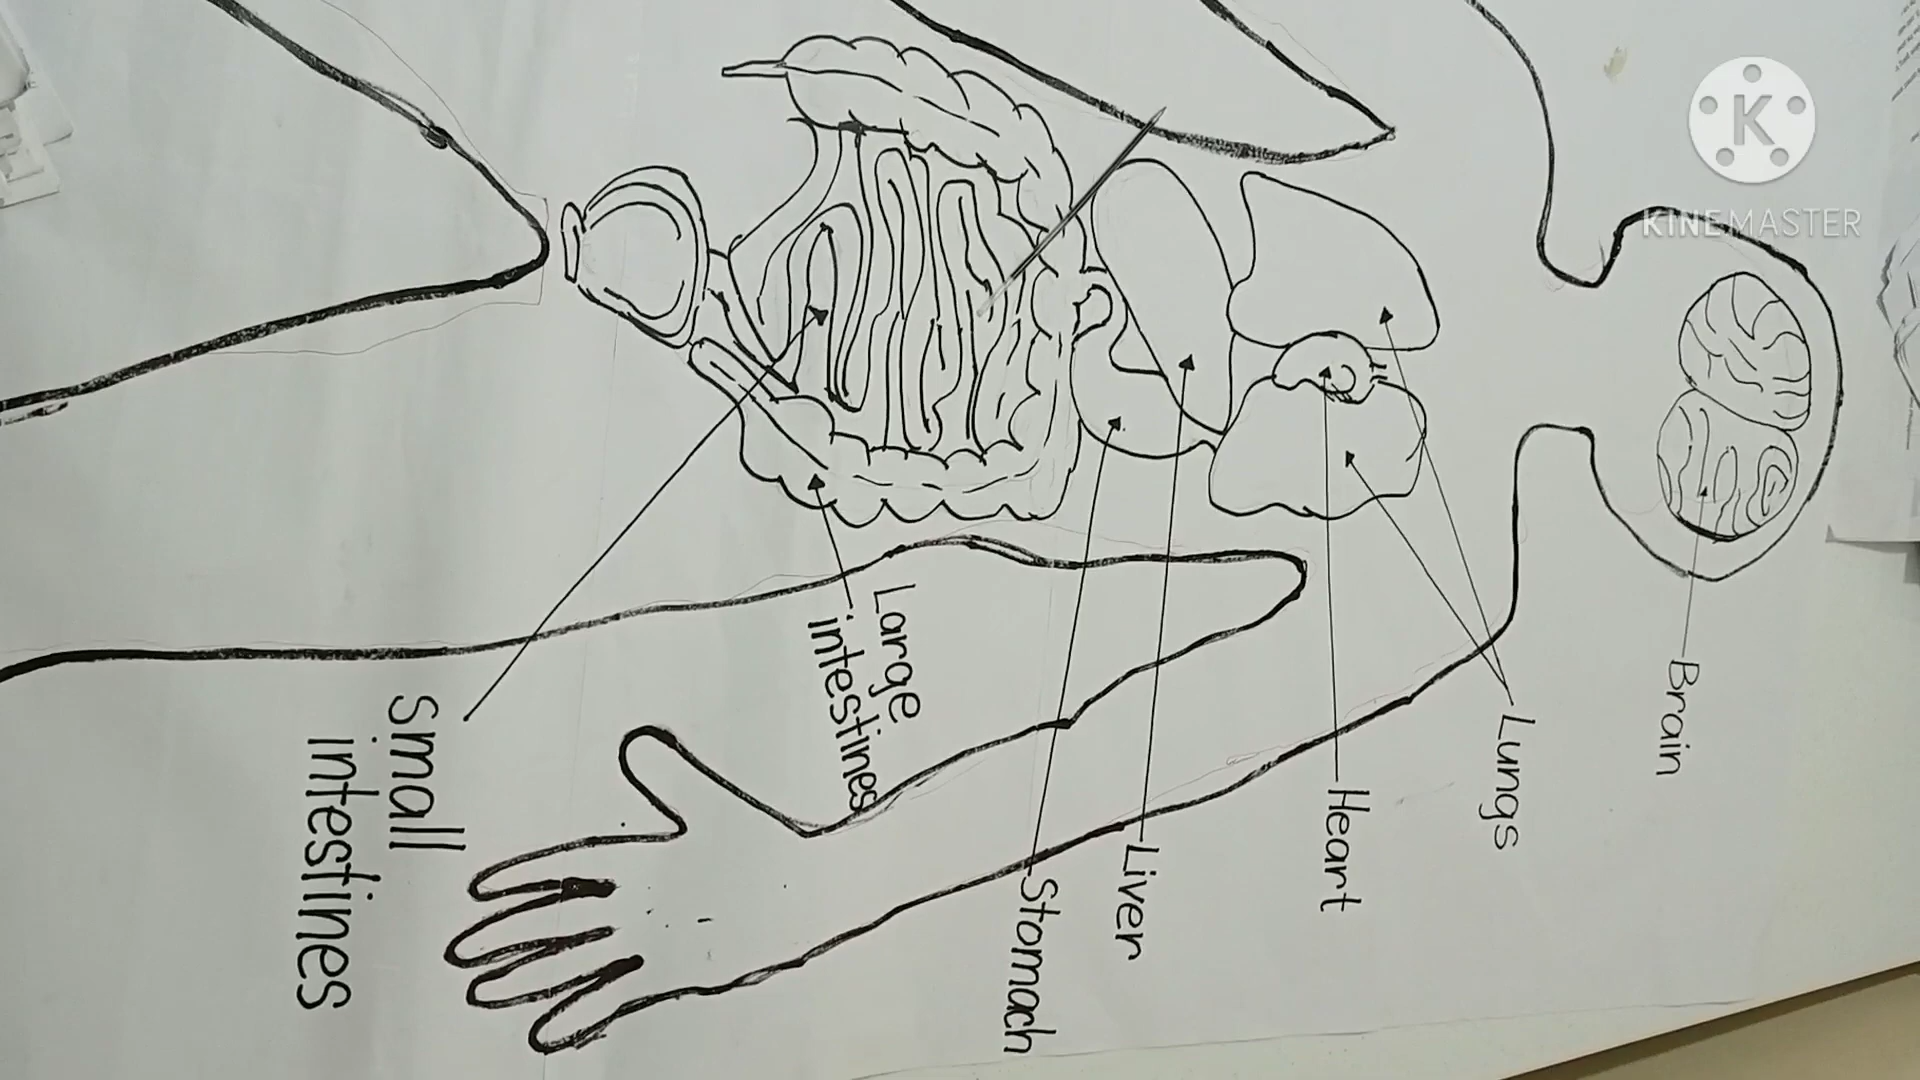 Brain
Lungs
Heart
Liver
Stomach
Large
intestines
Small
intestines
K
KINEMASTER